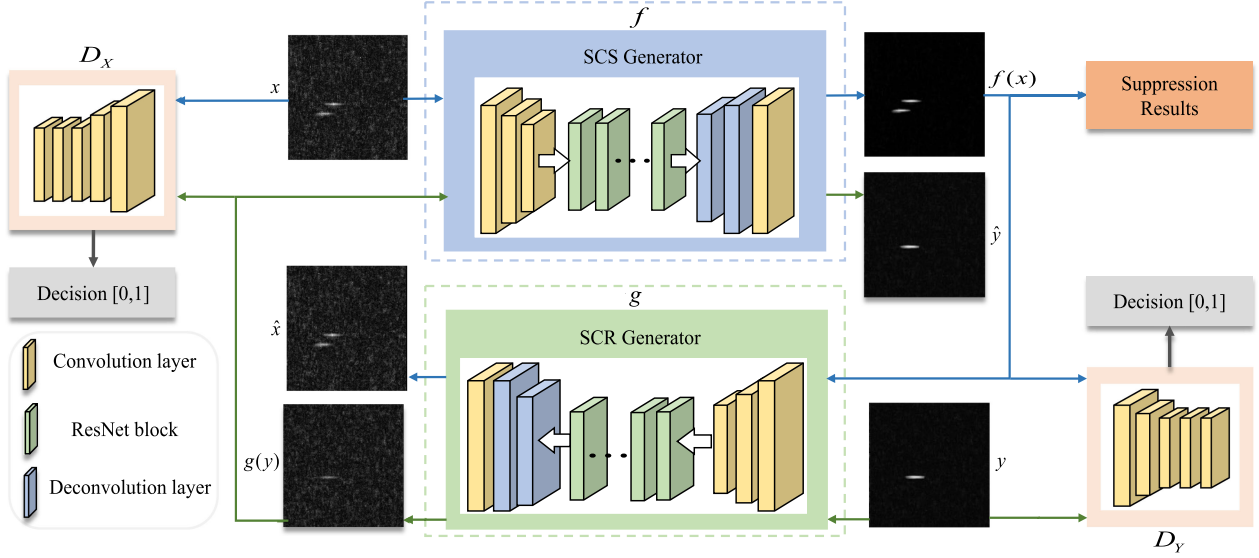 f
SCS Generator
D_X
x
f(x)
Suppression
Results
ŷ
Decision [0,1]
g
SCR Generator
x̂
Decision [0,1]
Convolution layer
ResNet block
Deconvolution layer
g(y)
y
D_Y